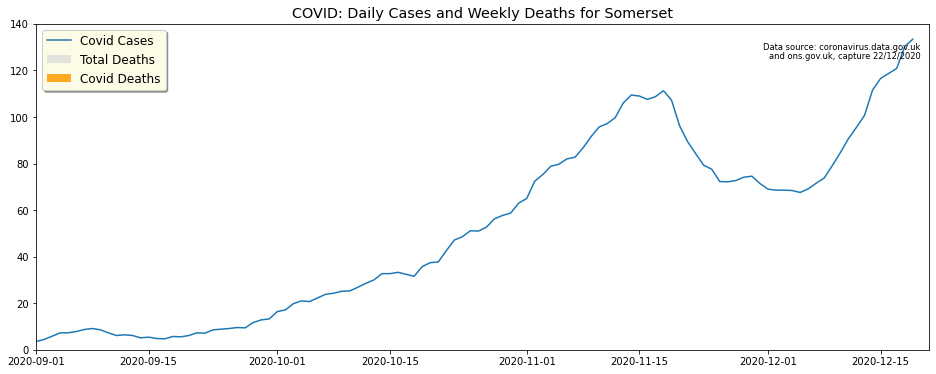 COVID: Daily Cases and Weekly Deaths for Somerset
140
Covid Cases
Total Deaths
Covid Deaths
Data source: coronavirus.data.gov.uk
and ons.gov.uk, capture 22/12/2020
120
100
80
60
40
20
0
2020-09-01 2020-09-15 2020-10-01 2020-10-15 2020-11-01 2020-11-15 2020-12-01 2020-12-15